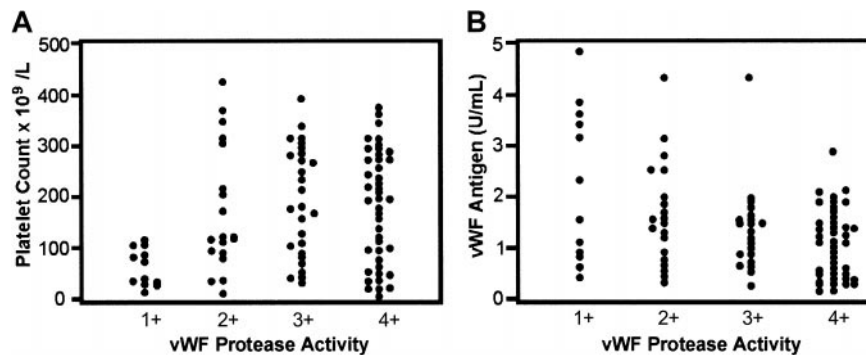 A
Platelet Count x 10⁹ /L
500
400
300
200
100
0
1+ 2+ 3+ 4+
vWF Protease Activity
B
vWF Antigen (U/mL)
5
4
3
2
1
0
1+ 2+ 3+ 4+
vWF Protease Activity